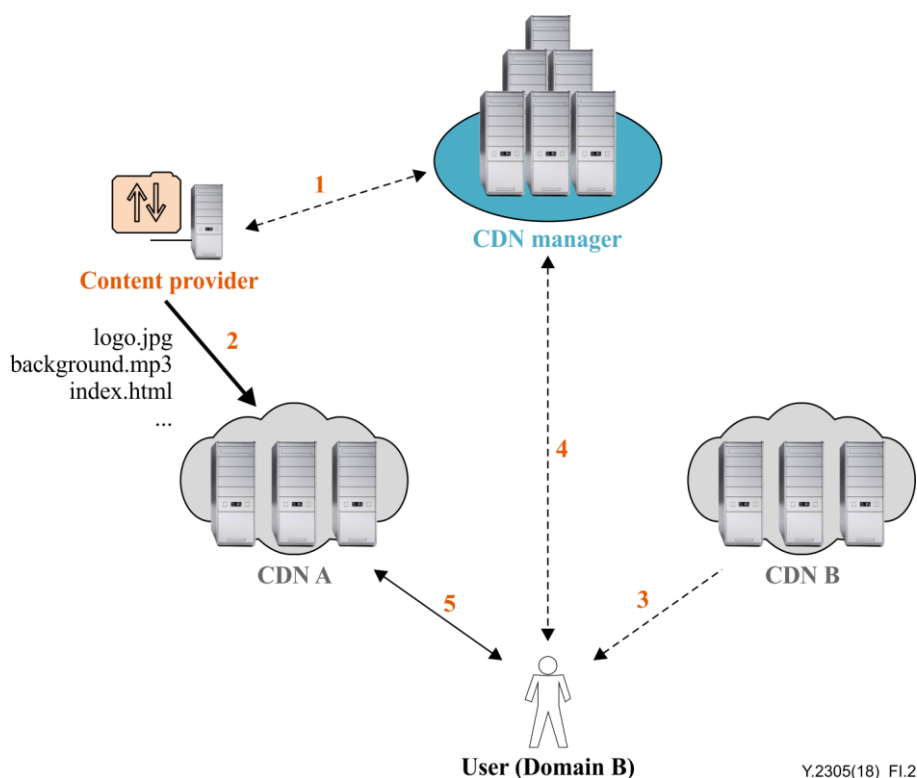 1
CDN manager
Content provider
logo.jpg
background.mp3
index.html
...
2
4
CDN A
CDN B
5
3
User (Domain B)
Y.2305(18)_FI.2